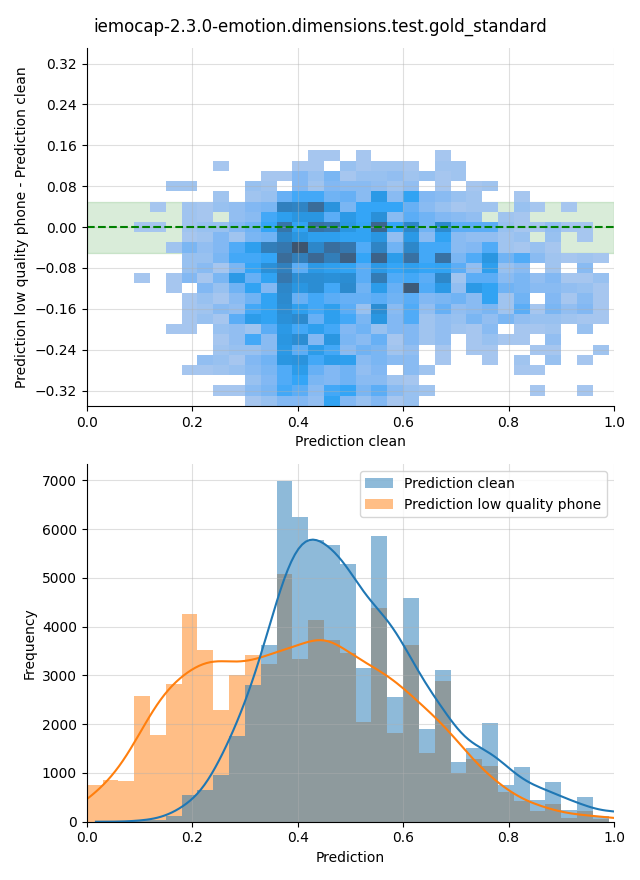 iemocap-2.3.0-emotion.dimensions.test.gold_standard
Prediction low quality phone - Prediction clean
0.32
0.24
0.16
0.08
0.00
−0.08
−0.16
−0.24
−0.32
0.0 0.2 0.4 0.6 0.8 1.0
Prediction clean
Frequency
7000
6000
5000
4000
3000
2000
1000
0
Prediction clean
Prediction low quality phone
0.0 0.2 0.4 0.6 0.8 1.0
Prediction